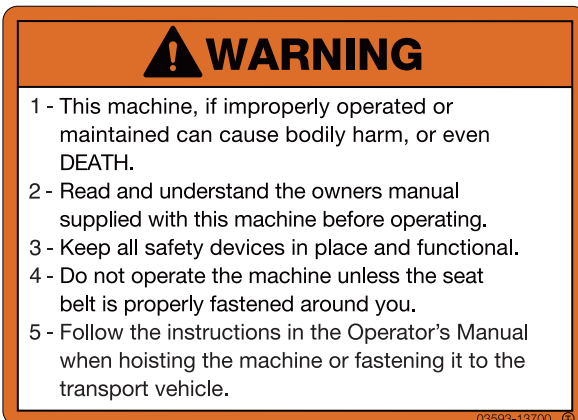 WARNING
1 - This machine, if improperly operated or
maintained can cause bodily harm, or even
DEATH.
2 - Read and understand the owners manual
supplied with this machine before operating.
3 - Keep all safety devices in place and functional.
4 - Do not operate the machine unless the seat
belt is properly fastened around you.
5 - Follow the instructions in the Operator’s Manual
when hoisting the machine or fastening it to the
transport vehicle.
03593-13700